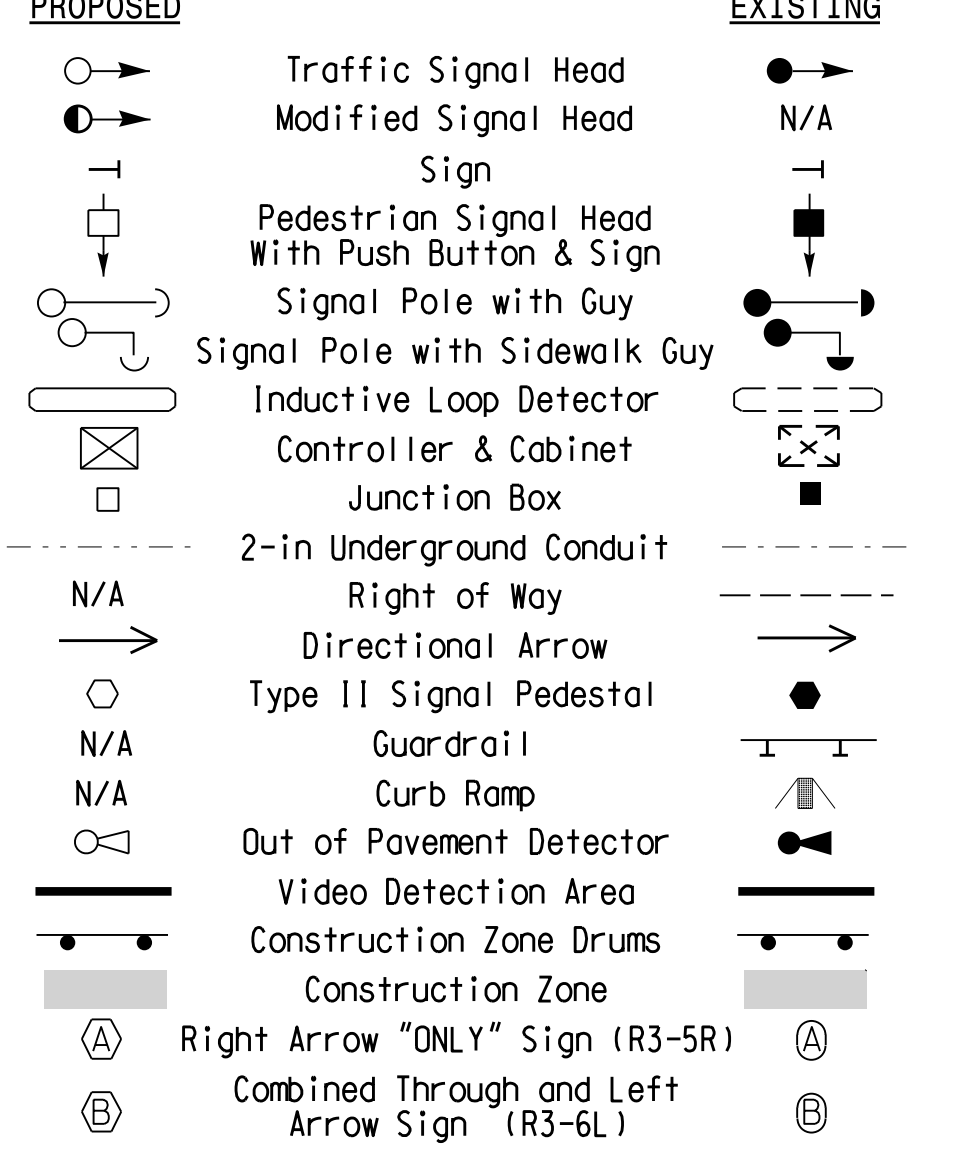 PROPOSED EXISTING
Traffic Signal Head
Modified Signal Head N/A
Sign
Pedestrian Signal Head
With Push Button & Sign
Signal Pole with Guy
Signal Pole with Sidewalk Guy
Inductive Loop Detector
Controller & Cabinet
Junction Box
2-in Underground Conduit
N/A Right of Way
Directional Arrow
Type II Signal Pedestal
N/A Guardrail
N/A Curb Ramp
Out of Pavement Detector
Video Detection Area
Construction Zone Drums
Construction Zone
A Right Arrow "ONLY" Sign (R3-5R) A
Combined Through and Left
B Arrow Sign (R3-6L) B